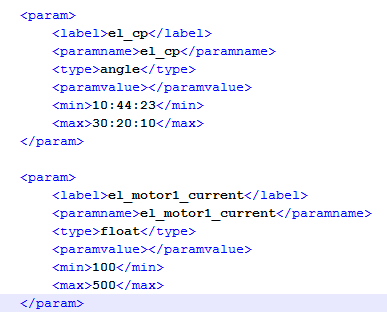 <param>
<label>el_cp</label>
<paramname>el_cp</paramname>
<type>angle</type>
<paramvalue></paramvalue>
<min>10:44:23</min>
<max>30:20:10</max>
</param>
<param>
<label>el_motor1_current</label>
<paramname>el_motor1_current</paramname>
<type>float</type>
<paramvalue></paramvalue>
<min>100</min>
<max>500</max>
</param>